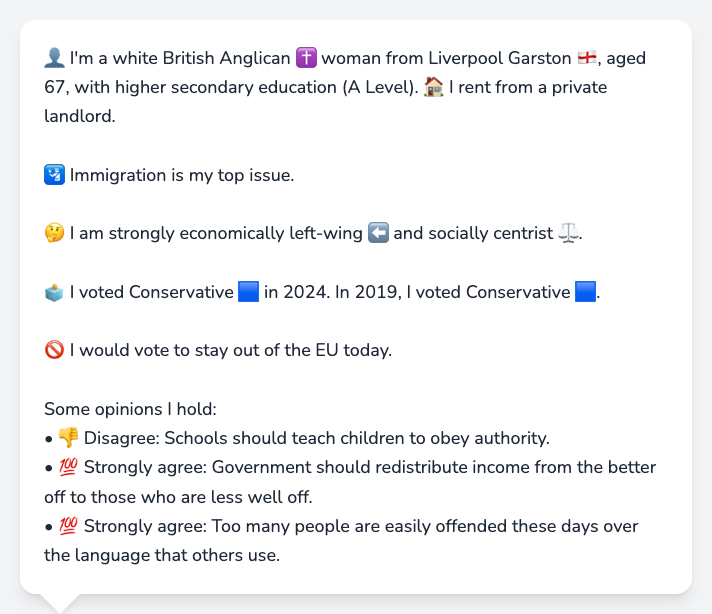 👤 I'm a white British Anglican ✝️ woman from Liverpool Garston 🏴󠁧󠁢󠁥󠁮󠁧󠁿, aged
67, with higher secondary education (A Level). 🏠 I rent from a private
landlord.
🛂 Immigration is my top issue.
🤔 I am strongly economically left-wing ⬅️ and socially centrist ⚖️.
🗳️ I voted Conservative 🟦 in 2024. In 2019, I voted Conservative 🟦.
🚫 I would vote to stay out of the EU today.
Some opinions I hold:
• 👎 Disagree: Schools should teach children to obey authority.
• 💯 Strongly agree: Government should redistribute income from the better
off to those who are less well off.
• 💯 Strongly agree: Too many people are easily offended these days over
the language that others use.